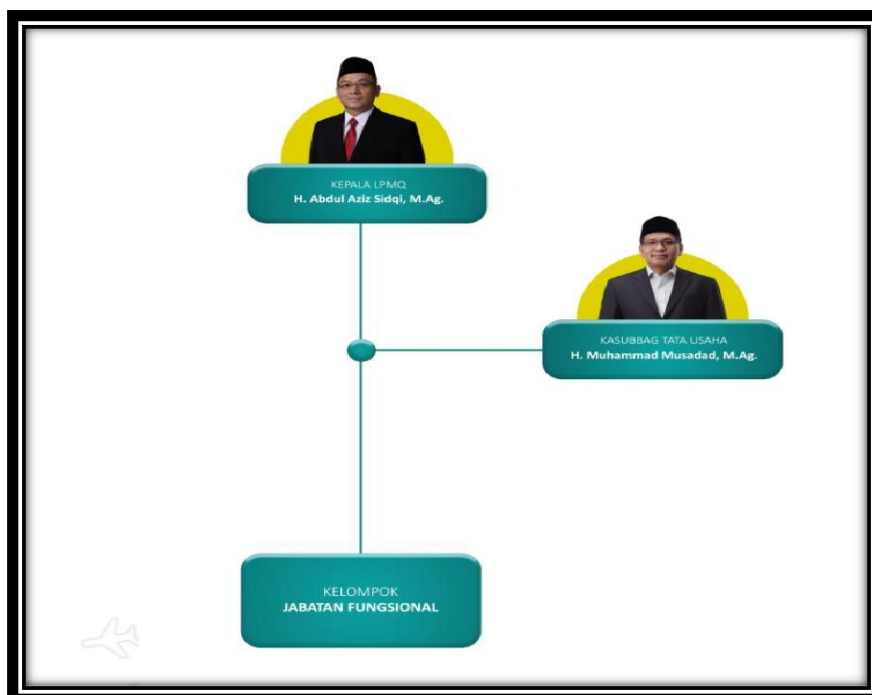 KEPALA LPMQ
H. Abdul Aziz Sidqi, M.Ag.
KASUBBAG TATA USAHA
H. Muhammad Musadad, M.Ag.
KELOMPOK
JABATAN FUNGSIONAL